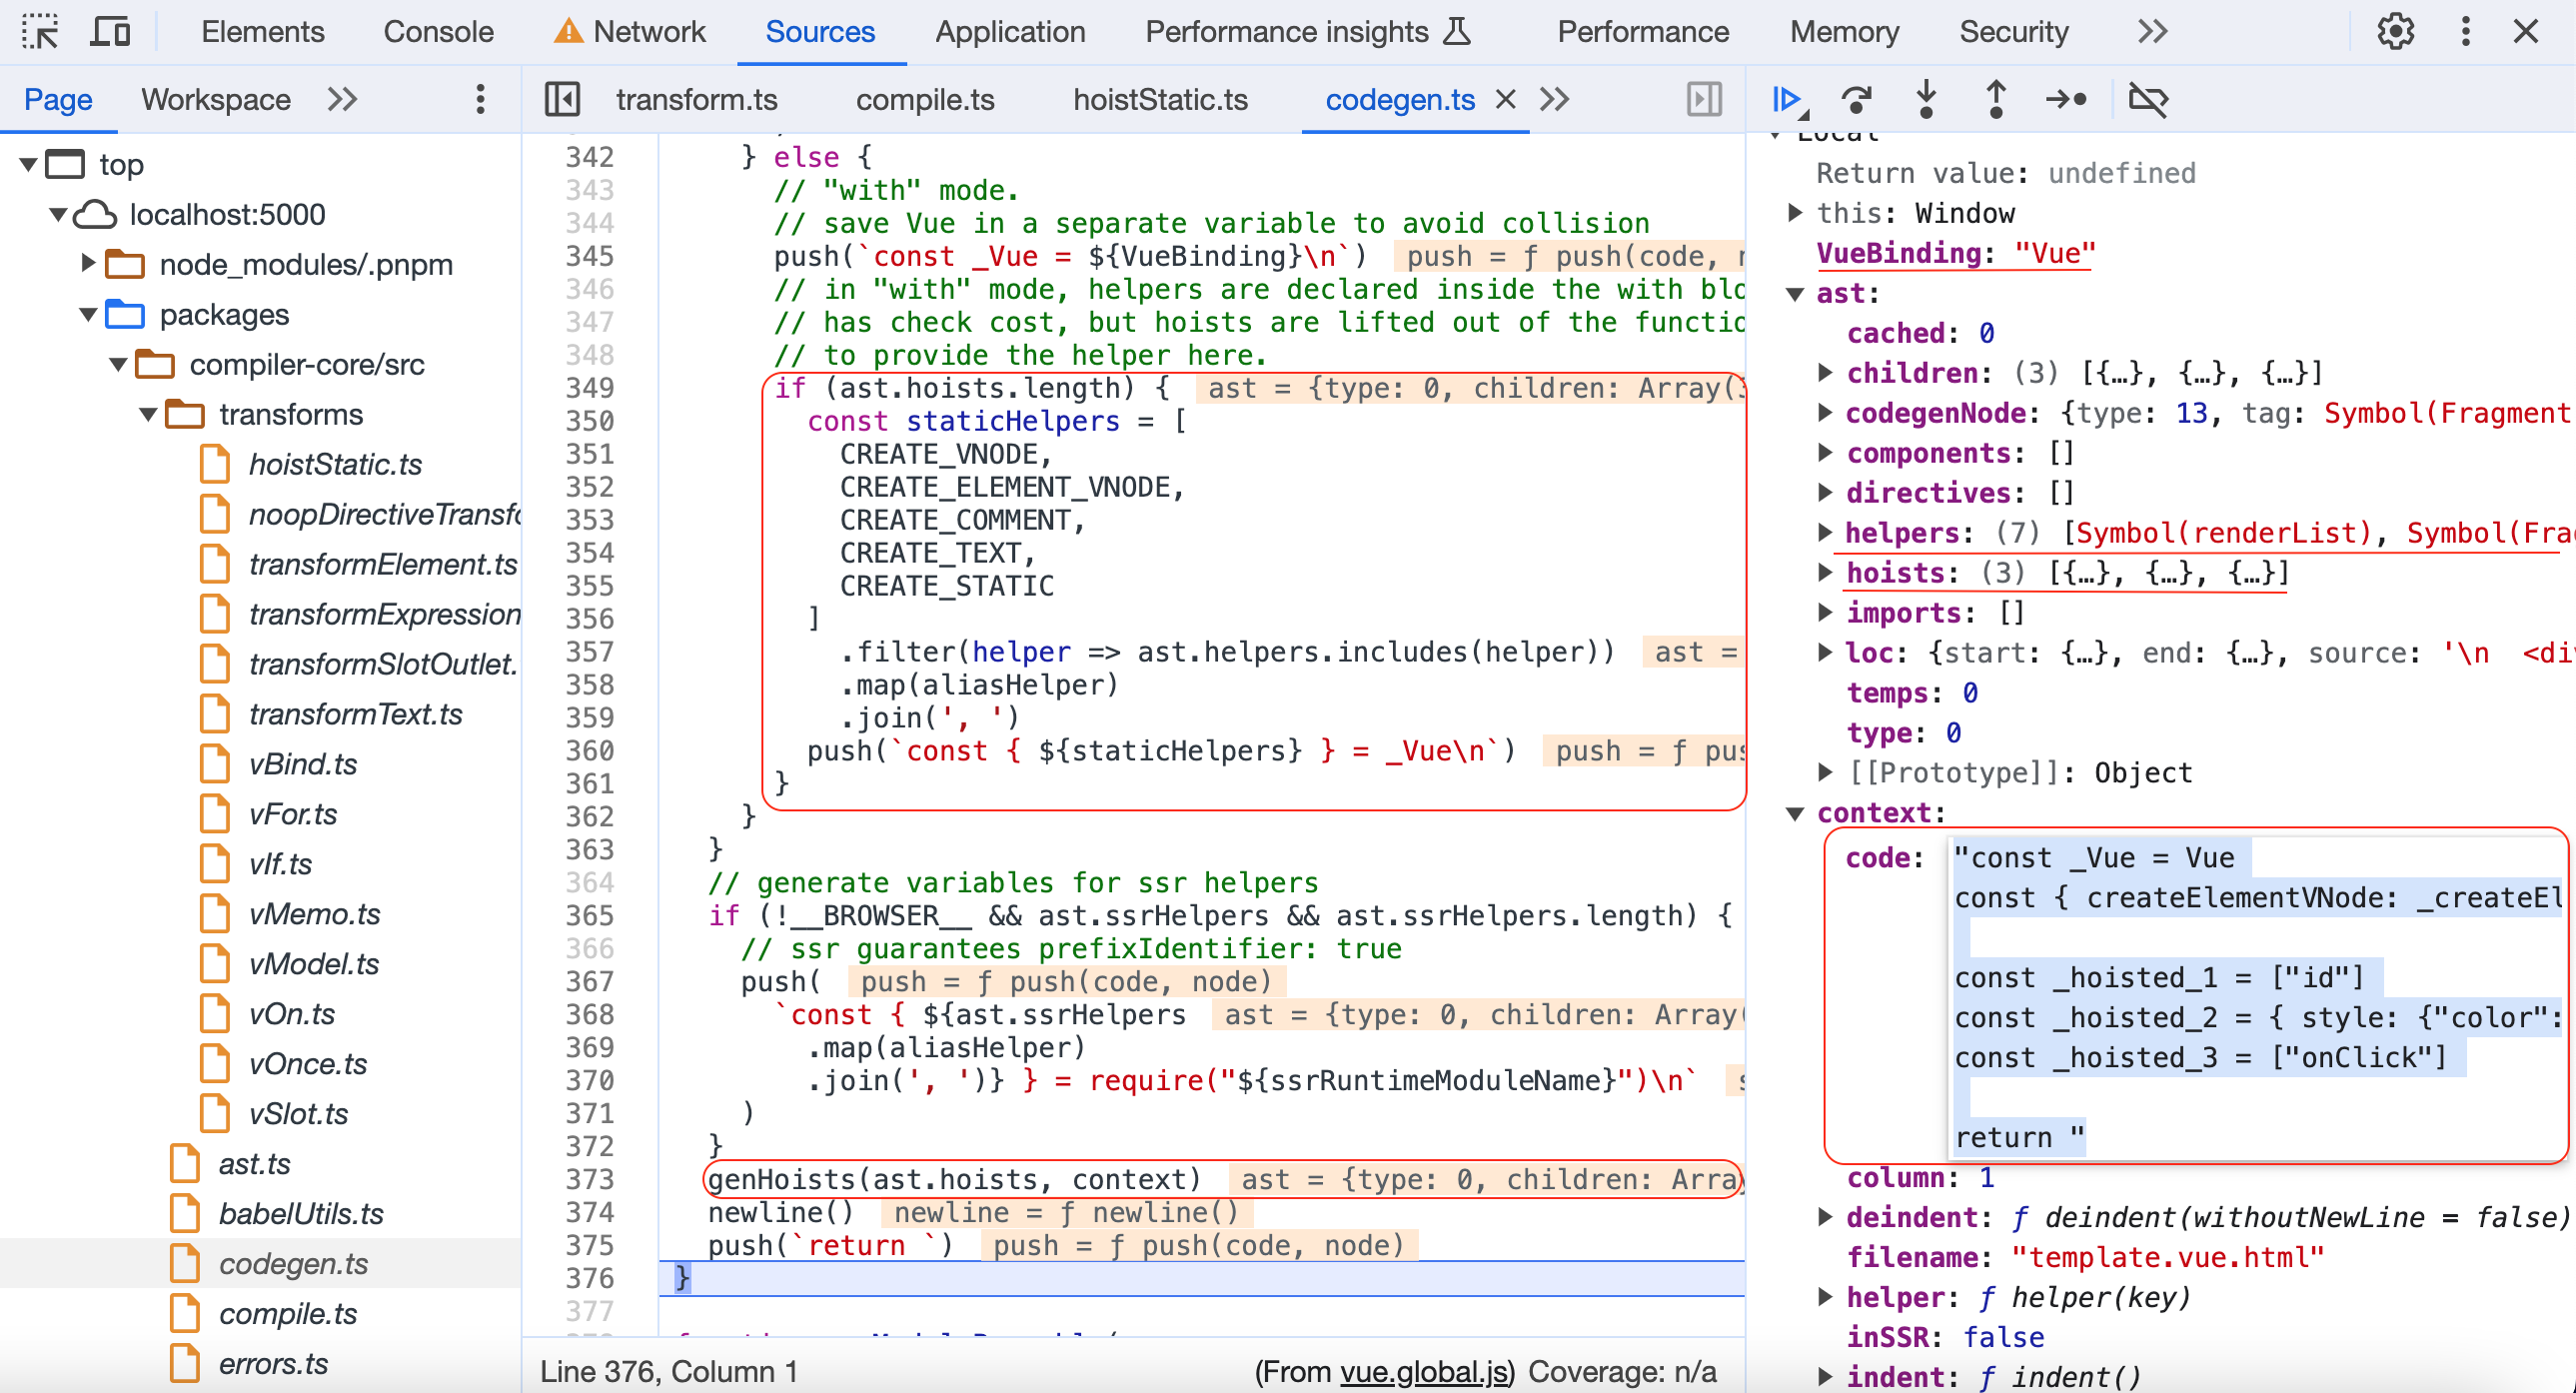 Elements Console Network Sources Application Performance insights Performance Memory Security
Page Workspace
top
localhost:5000
node_modules/.pnpm
packages
compiler-core/src
transforms
hoistStatic.ts
noopDirectiveTransfo
transformElement.ts
transformExpression
transformSlotOutlet.
transformText.ts
vBind.ts
vFor.ts
vIf.ts
vMemo.ts
vModel.ts
vOn.ts
vOnce.ts
vSlot.ts
ast.ts
babelUtils.ts
codegen.ts
compile.ts
errors.ts
transform.ts compile.ts hoistStatic.ts codegen.ts
342 } else {
343 // "with" mode.
344 // save Vue in a separate variable to avoid collision
345 push(`const _Vue = ${VueBinding}\n`) push = ƒ push(code, n
346 // in "with" mode, helpers are declared inside the with blo
347 // has check cost, but hoists are lifted out of the functio
348 // to provide the helper here.
349 if (ast.hoists.length) { ast = {type: 0, children: Array(3
350 const staticHelpers = [
351 CREATE_VNODE,
352 CREATE_ELEMENT_VNODE,
353 CREATE_COMMENT,
354 CREATE_TEXT,
355 CREATE_STATIC
356 ]
357 .filter(helper => ast.helpers.includes(helper)) ast =
358 .map(aliasHelper)
359 .join(', ')
360 push(`const { ${staticHelpers} } = _Vue\n`) push = ƒ pus
361 }
362 }
363 }
364 // generate variables for ssr helpers
365 if (!__BROWSER__ && ast.ssrHelpers && ast.ssrHelpers.length) {
366 // ssr guarantees prefixIdentifier: true
367 push( push = ƒ push(code, node)
368 `const { ${ast.ssrHelpers ast = {type: 0, children: Array(
369 .map(aliasHelper)
370 .join(', ')} } = require("${ssrRuntimeModuleName}")\n` s
371 )
372 }
373 genHoists(ast.hoists, context) ast = {type: 0, children: Array
374 newline() newline = ƒ newline()
375 push(`return `) push = ƒ push(code, node)
376 }
377
Line 376, Column 1 (From vue.global.js) Coverage: n/a
Local
Return value: undefined
this: Window
VueBinding: "Vue"
ast:
cached: 0
children: (3) [{…}, {…}, {…}]
codegenNode: {type: 13, tag: Symbol(Fragment
components: []
directives: []
helpers: (7) [Symbol(renderList), Symbol(Fra
hoists: (3) [{…}, {…}, {…}]
imports: []
loc: {start: {…}, end: {…}, source: '\n <di
temps: 0
type: 0
[[Prototype]]: Object
context:
code: "const _Vue = Vue
const { createElementVNode: _createEl
const _hoisted_1 = ["id"]
const _hoisted_2 = { style: {"color":
const _hoisted_3 = ["onClick"]
return "
column: 1
deindent: ƒ deindent(withoutNewLine = false)
filename: "template.vue.html"
helper: ƒ helper(key)
inSSR: false
indent: ƒ indent()